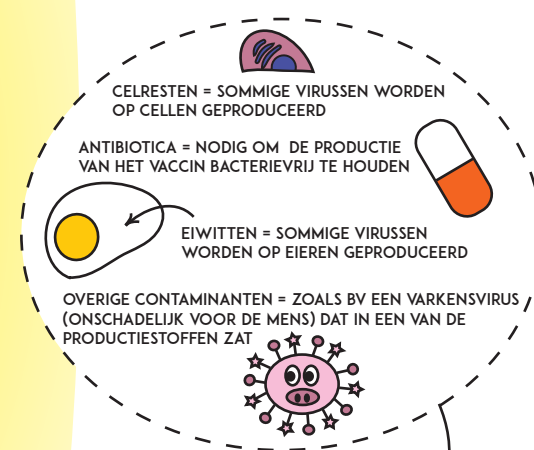 CELRESTEN = SOMMIGE VIRUSSEN WORDEN
OP CELLEN GEPRODUCEERD
ANTIBIOTICA = NODIG OM DE PRODUCTIE
VAN HET VACCIN BACTERIEVRIJ TE HOUDEN
EIWITTEN = SOMMIGE VIRUSSEN
WORDEN OP EIEREN GEPRODUCEERD
OVERIGE CONTAMINANTEN = ZOALS BV EEN VARKENSVIRUS
(ONSCHADELIJK VOOR DE MENS) DAT IN EEN VAN DE
PRODUCTIESTOFFEN ZAT